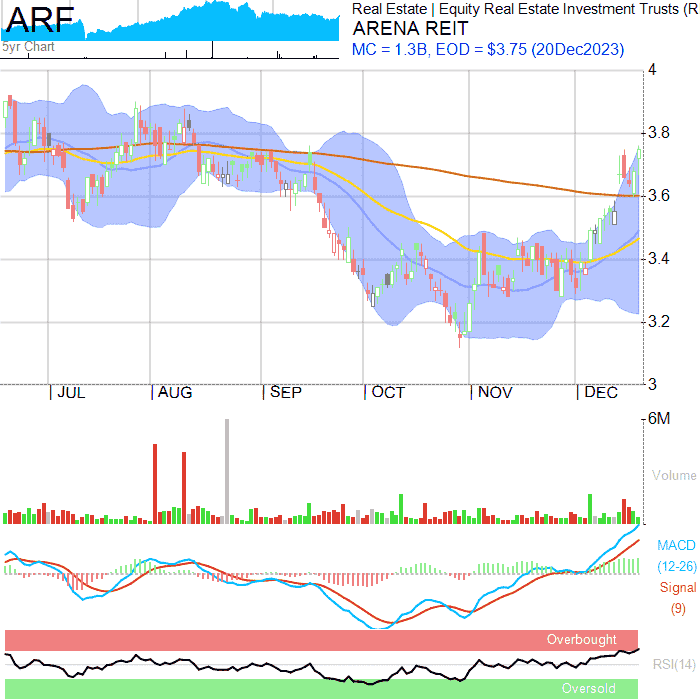 ARF
5yr Chart
Real Estate | Equity Real Estate Investment Trusts (R
ARENA REIT
MC = 1.3B, EOD = $3.75 (20Dec2023)
4
3.8
3.6
3.4
3.2
3
JUL AUG SEP OCT NOV DEC
6M
Volume
MACD
(12-26)
Signal
(9)
Overbought
RSI(14)
Oversold